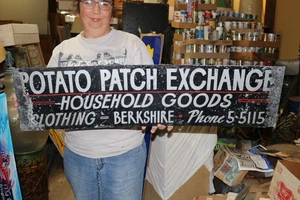 POTATO PATCH EXCHANGE
HOUSEHOLD GOODS
CLOTHING - BERKSHIRE - Phone 5-5115